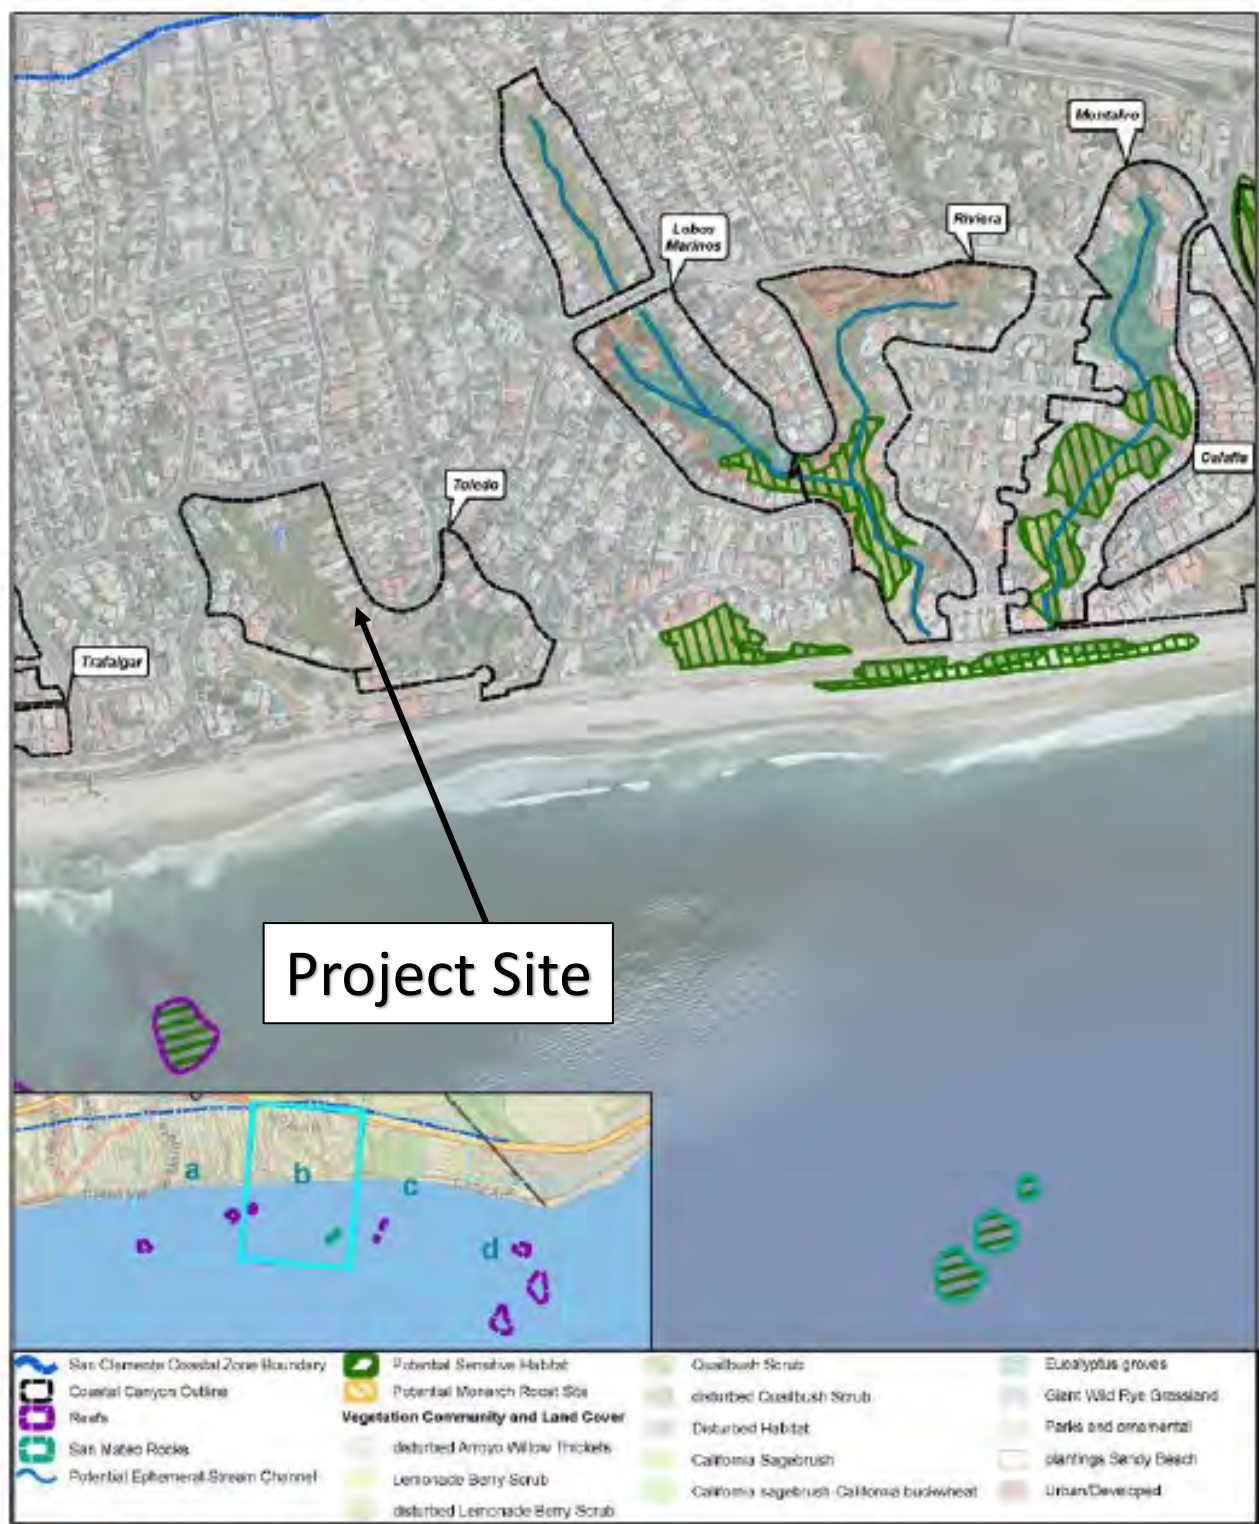 Montalvo
Riviera
Lobos
Marinos
Calafia
Toledo
Trafalgar
Project Site
a
b
c
d
San Clemente Coastal Zone Boundary
Coastal Canyon Outline
Reefs
San Mateo Rocks
Potential Ephemeral Stream Channel
Potential Sensitive Habitat
Potential Monarch Roost Site
Vegetation Community and Land Cover
disturbed Arroyo Willow Thickets
Lemonade Berry Scrub
disturbed Lemonade Berry Scrub
Quailbush Scrub
disturbed Quailbush Scrub
Disturbed Habitat
California Sagebrush
California sagebrush-California buckwheat
Eucalyptus groves
Giant Wild Rye Grassland
Parks and ornamental
plantings Sandy Beach
Urban/Developed